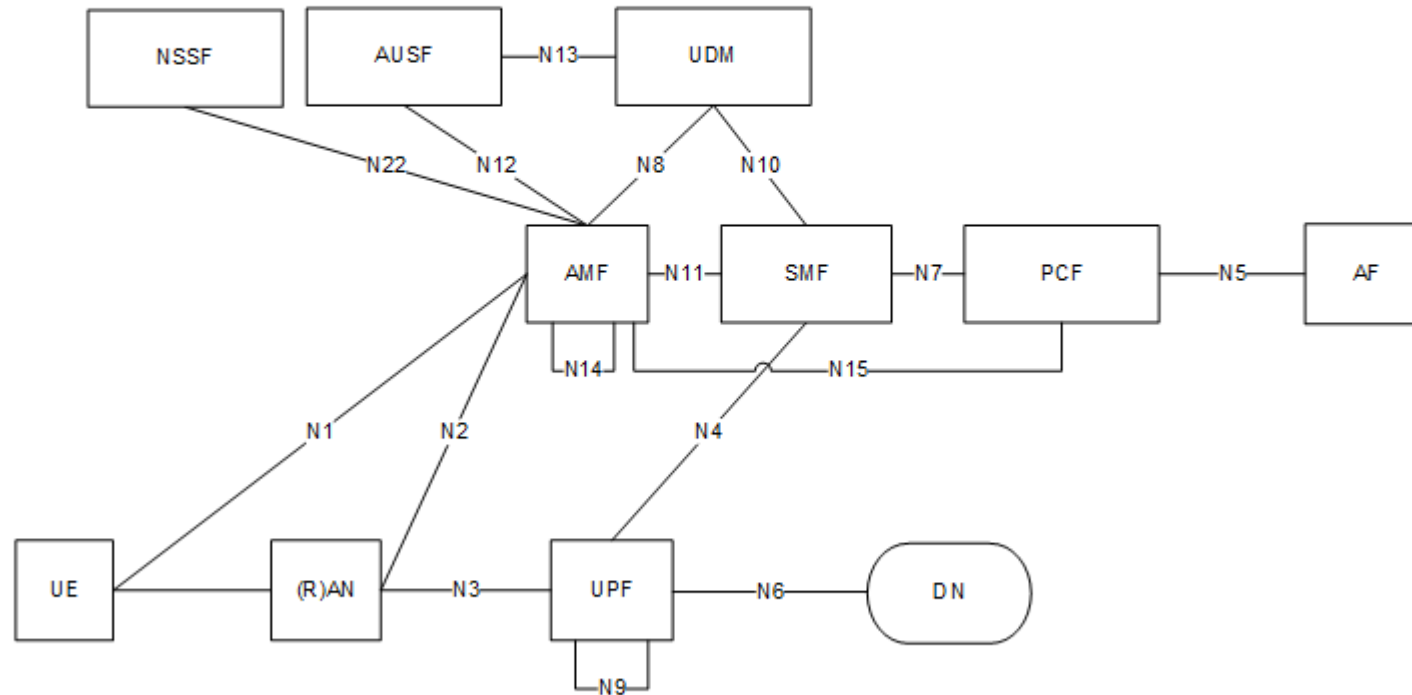 NSSF
AUSF
N13
UDM
N22
N12
N8
N10
AMF
N11
SMF
N7
PCF
N5
AF
N14
N15
N1
N2
N4
UE
(R)AN
N3
UPF
N6
DN
N9